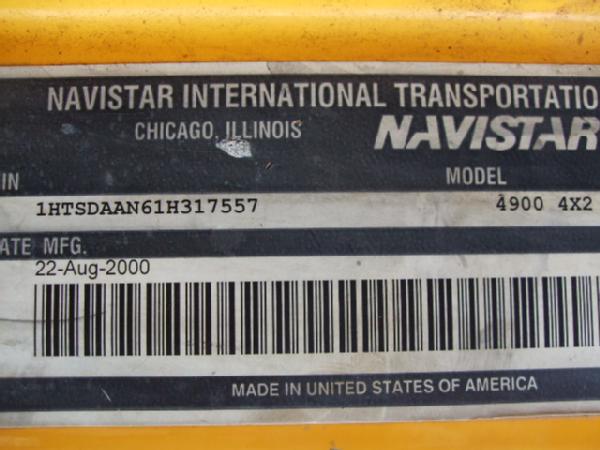 NAVISTAR INTERNATIONAL TRANSPORTATIO
CHICAGO, ILLINOIS NAVISTAR
IN MODEL
1HTSDAAN61H317557 4900 4X2
ATE MFG.
22-Aug-2000
MADE IN UNITED STATES OF AMERICA